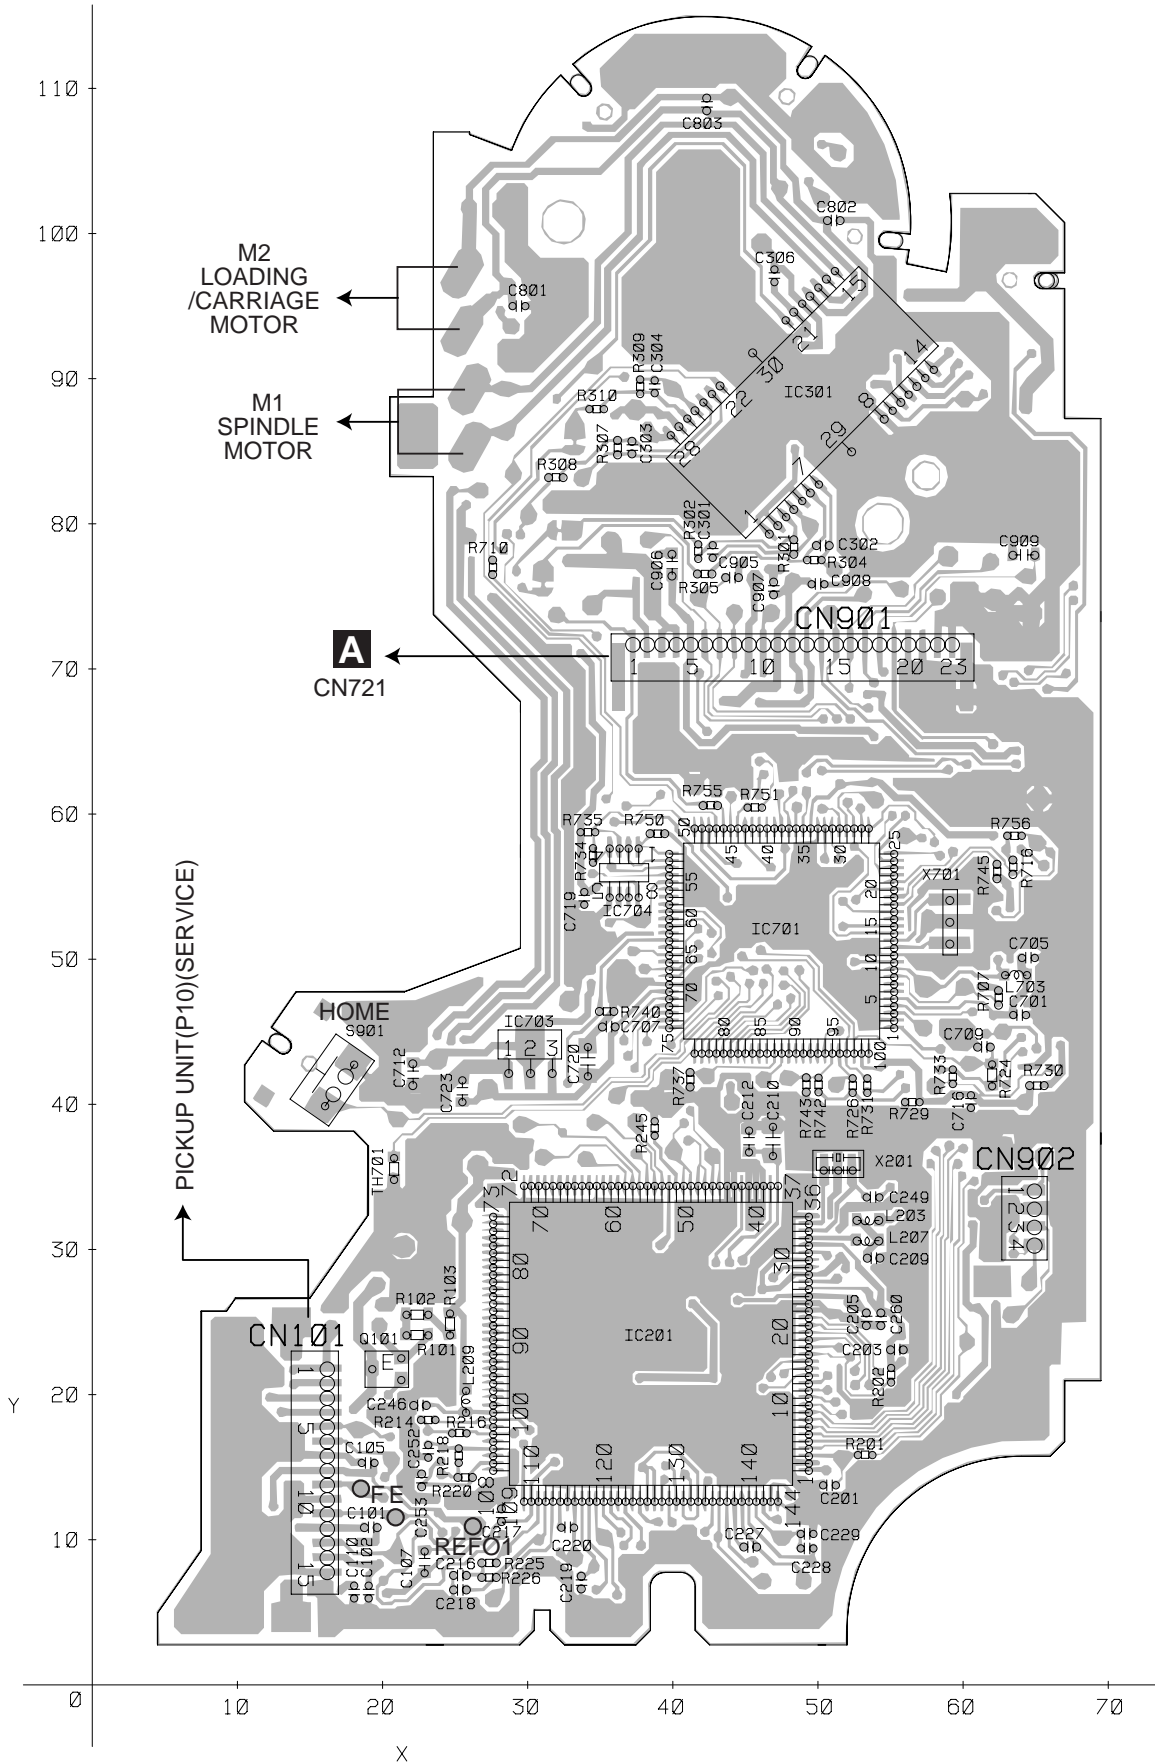 110
C803
C802
100
M2
LOADING
/CARRIAGE
MOTOR
C306
C801
15
21
14
R309
C304
30
90
IC301
M1
SPINDLE
MOTOR
R310
22
8
R307
C303
29
28
R308
7
1
80
R302
C301
R710
R301
C302
C909
C906
C905
R304
R305
C907
C908
CN901
A
CN721
70
1 5 10 15 20 23
60
R755
R751
R735
R750
50
45 40 35 30
25
R756
R734
4
1
R745
R716
X701
55
20
5
8
C719
IC704
60
IC701
15
PICKUP UNIT(P10)(SERVICE)
50
65
10
C705
70
5
R707
L703
C701
HOME
S901
IC703
R740
C707
75
80 85 90 95
100
1
C709
1 2 3
C712
C720
C723
R737
C212
C210
R743
R742
R726
R731
R729
R733
R724
R730
C716
40
R245
X201
CN902
TH701
73
72
70 60 50 40
37
36
C249
L203
L207
C209
1
2
3
4
30
80
30
R102
R103
C205
C260
CN101
Q101
R101
E
90
IC201
20
C203
R202
1
L209
20
C246
R214
R216
100
10
5
C105
C252
R218
R220
110
120
130
140
1
R201
10
FE
C101
C253
108
109
144
C201
10
REFO1
C217
C220
C227
C229
C228
15
C110
C102
C107
C216
R225
R226
C218
C219
Y
0
10 20 30 40 50 60 70
X